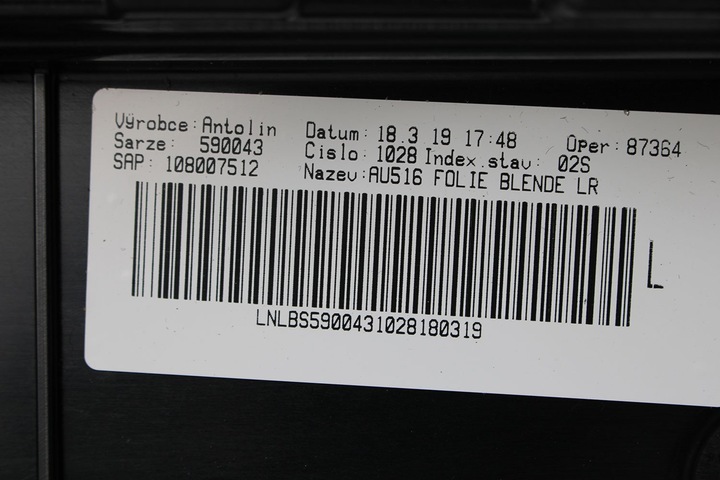 Výrobce: Antolin Datum: 18.3 19 17:48 Oper: 87364
Sarze: 590043 Cislo: 1028 Index.stav: 02S
SAP: 108007512 Nazev: AU516 FOLIE BLENDE LR
L
LNLBS5900431028180319